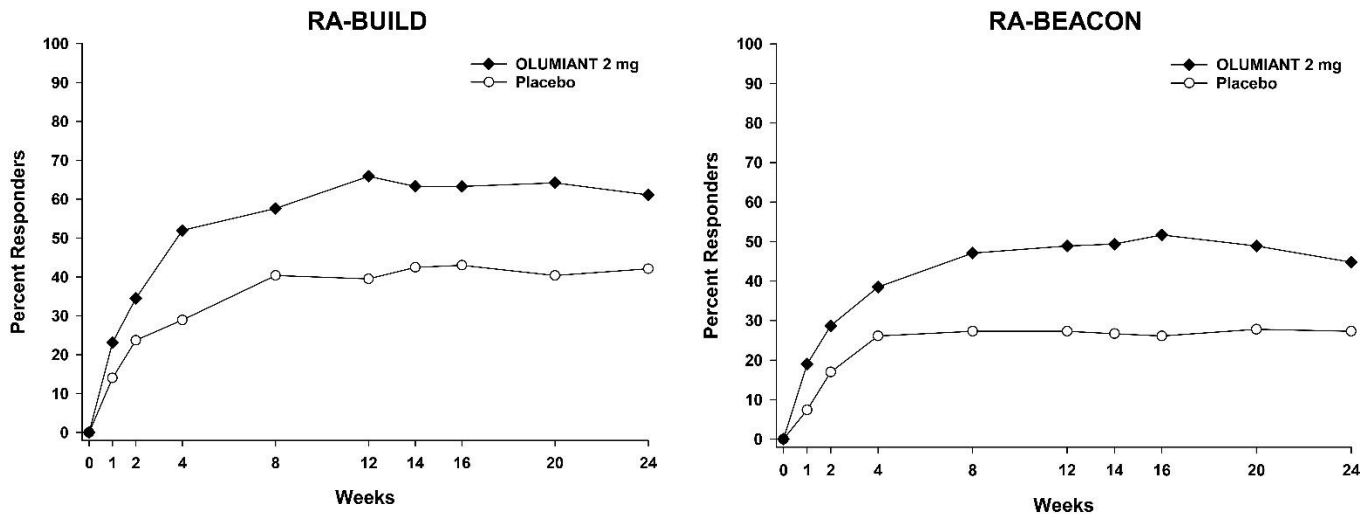 RA-BUILD
100
90
80
70
60
50
40
30
20
10
0
Percent Responders
OLUMIANT 2 mg
Placebo
0 1 2 4 8 12 14 16 20 24
Weeks
RA-BEACON
100
90
80
70
60
50
40
30
20
10
0
Percent Responders
OLUMIANT 2 mg
Placebo
0 1 2 4 8 12 14 16 20 24
Weeks